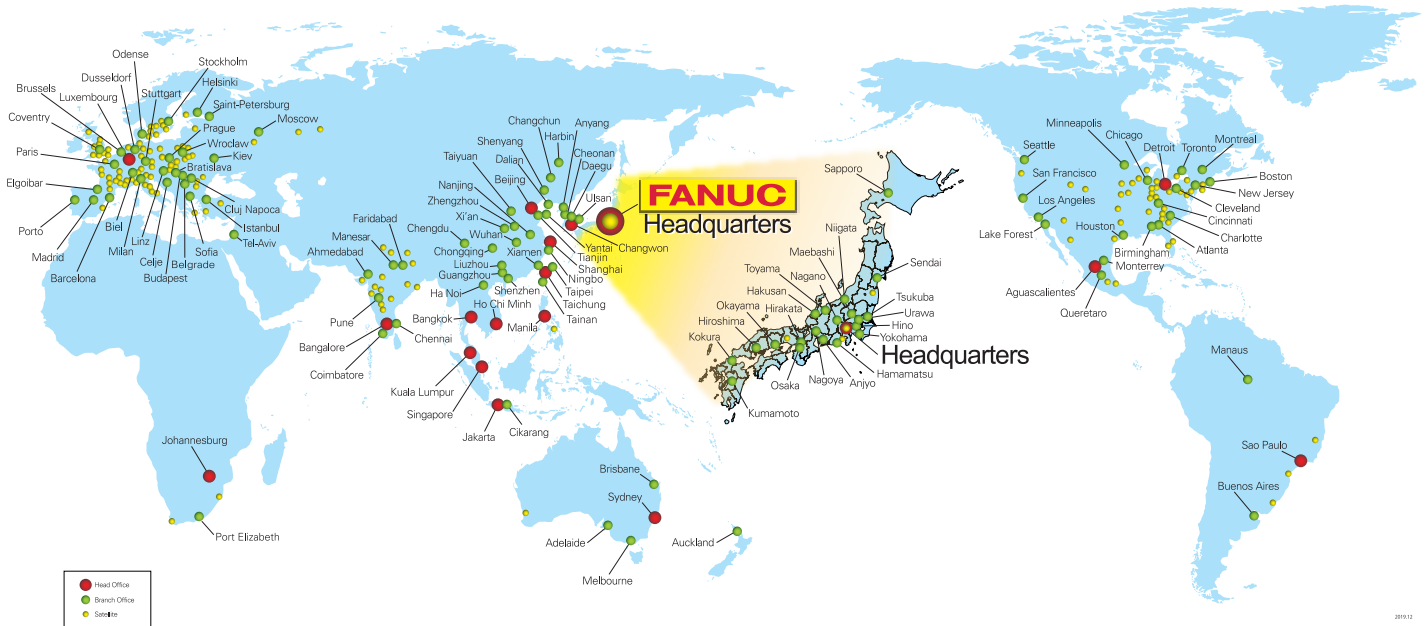 Odense
Stockholm
Dusseldorf
Helsinki
Brussels
Luxembourg
Stuttgart
Saint-Petersburg
Coventry
Moscow
Prague
Paris
Wroclaw
Kiev
Bratislava
Elgoibar
Cluj Napoca
Istanbul
Tel-Aviv
Porto
Biel
Linz
Sofia
Madrid
Milan
Celje
Belgrade
Barcelona
Budapest
Changchun
Anyang
Harbin
Shenyang
Cheonan
Taiyuan
Dalian
Daegu
Nanjing
Beijing
Zhengzhou
Ulsan
Xi'an
Faridabad
Chengdu
Wuhan
Manesar
Chongqing
Xiamen
Ahmedabad
Liuzhou
Guangzhou
Yantai
Changwon
Tianjin
Shanghai
Ningbo
Shenzhen
Taipei
Ha Noi
Taichung
Ho Chi Minh
Tainan
Pune
Bangkok
Manila
Chennai
Bangalore
Coimbatore
Kuala Lumpur
Singapore
Jakarta
Cikarang
FANUC
Headquarters
Sapporo
Niigata
Maebashi
Sendai
Toyama
Nagano
Hakusan
Tsukuba
Okayama
Hirakata
Urawa
Hiroshima
Hino
Kokura
Yokohama
Headquarters
Hamamatsu
Osaka
Nagoya
Anjyo
Kumamoto
Minneapolis
Chicago
Montreal
Detroit
Toronto
Seattle
Boston
San Francisco
New Jersey
Los Angeles
Cleveland
Cincinnati
Lake Forest
Houston
Charlotte
Atlanta
Birmingham
Monterrey
Aguascalientes
Queretaro
Manaus
Sao Paulo
Buenos Aires
Johannesburg
Port Elizabeth
Brisbane
Sydney
Adelaide
Auckland
Melbourne
Head Office
Branch Office
Satellite
2019.12